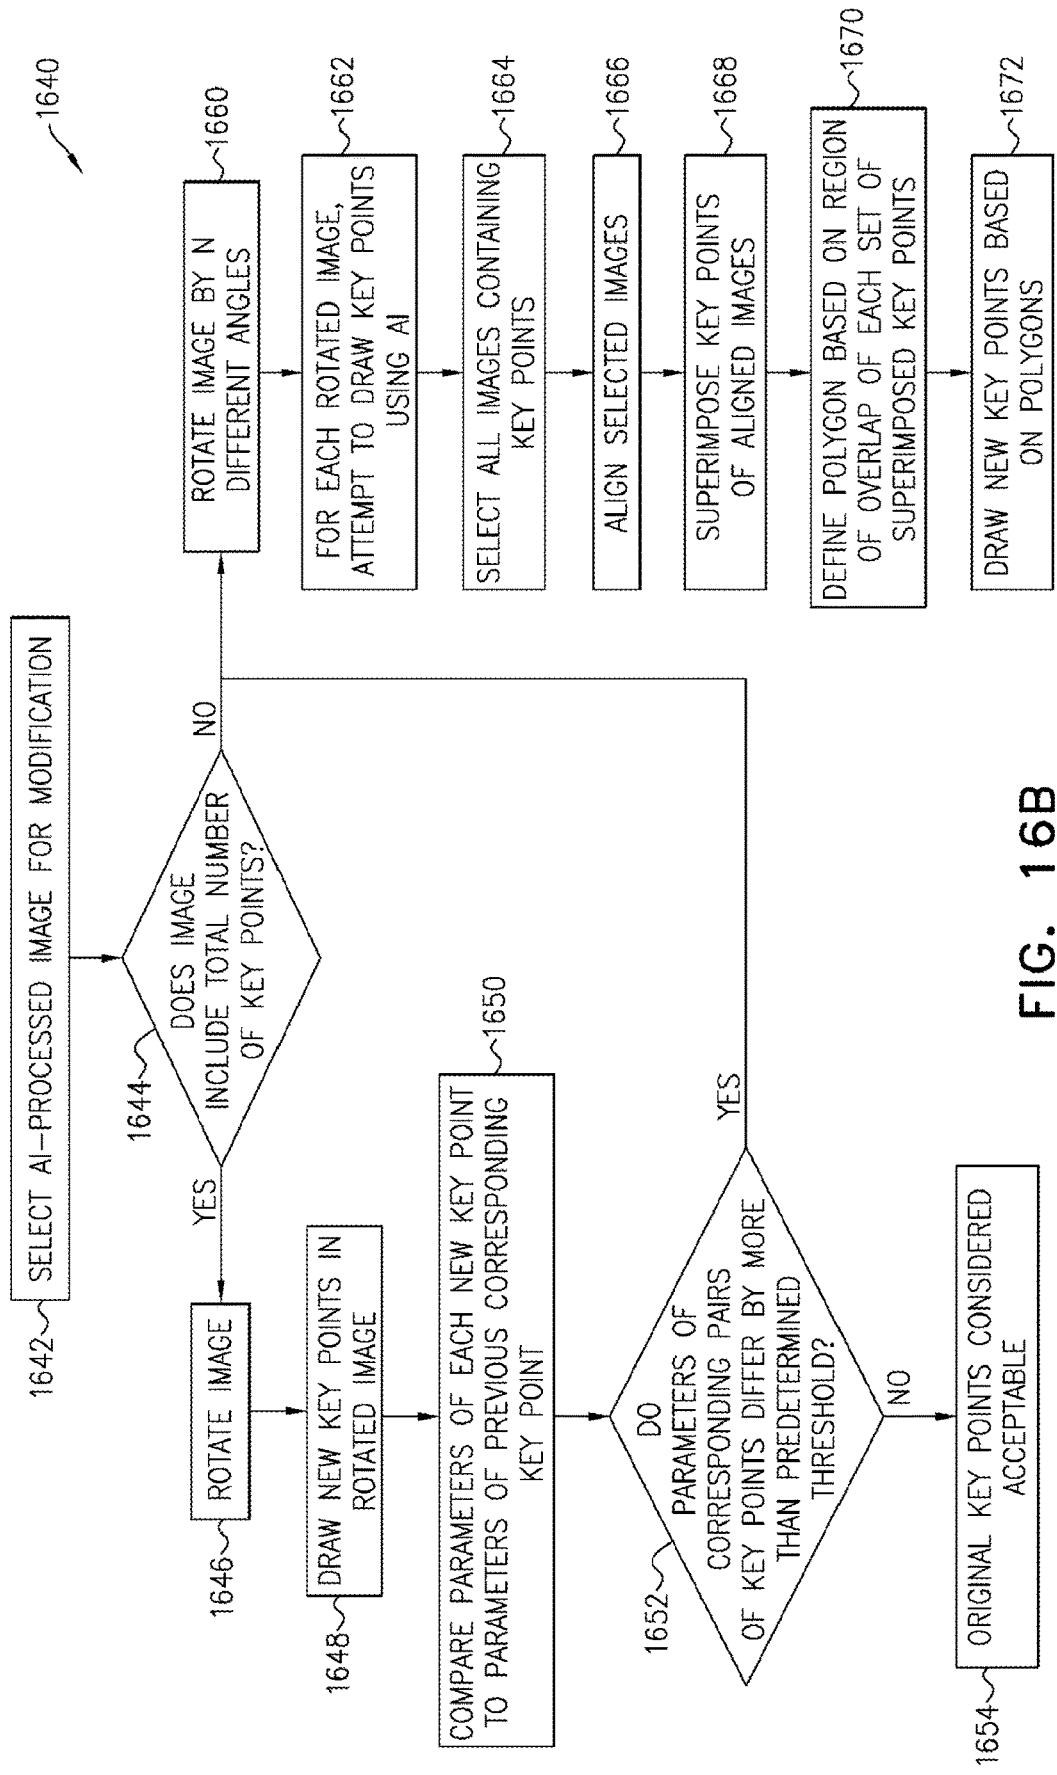 1640
1642
SELECT AI-PROCESSED IMAGE FOR MODIFICATION
1644
DOES IMAGE
INCLUDE TOTAL NUMBER
OF KEY POINTS?
YES
NO
1646
ROTATE IMAGE
1648
DRAW NEW KEY POINTS IN
ROTATED IMAGE
1650
COMPARE PARAMETERS OF EACH NEW KEY POINT
TO PARAMETERS OF PREVIOUS CORRESPONDING
KEY POINT
1652
DO
PARAMETERS OF
CORRESPONDING PAIRS
OF KEY POINTS DIFFER BY MORE
THAN PREDETERMINED
THRESHOLD?
YES
NO
1654
ORIGINAL KEY POINTS CONSIDERED
ACCEPTABLE
1660
ROTATE IMAGE BY N
DIFFERENT ANGLES
1662
FOR EACH ROTATED IMAGE,
ATTEMPT TO DRAW KEY POINTS
USING AI
1664
SELECT ALL IMAGES CONTAINING
KEY POINTS
1666
ALIGN SELECTED IMAGES
1668
SUPERIMPOSE KEY POINTS
OF ALIGNED IMAGES
1670
DEFINE POLYGON BASED ON REGION
OF OVERLAP OF EACH SET OF
SUPERIMPOSED KEY POINTS
1672
DRAW NEW KEY POINTS BASED
ON POLYGONS
FIG. 16B